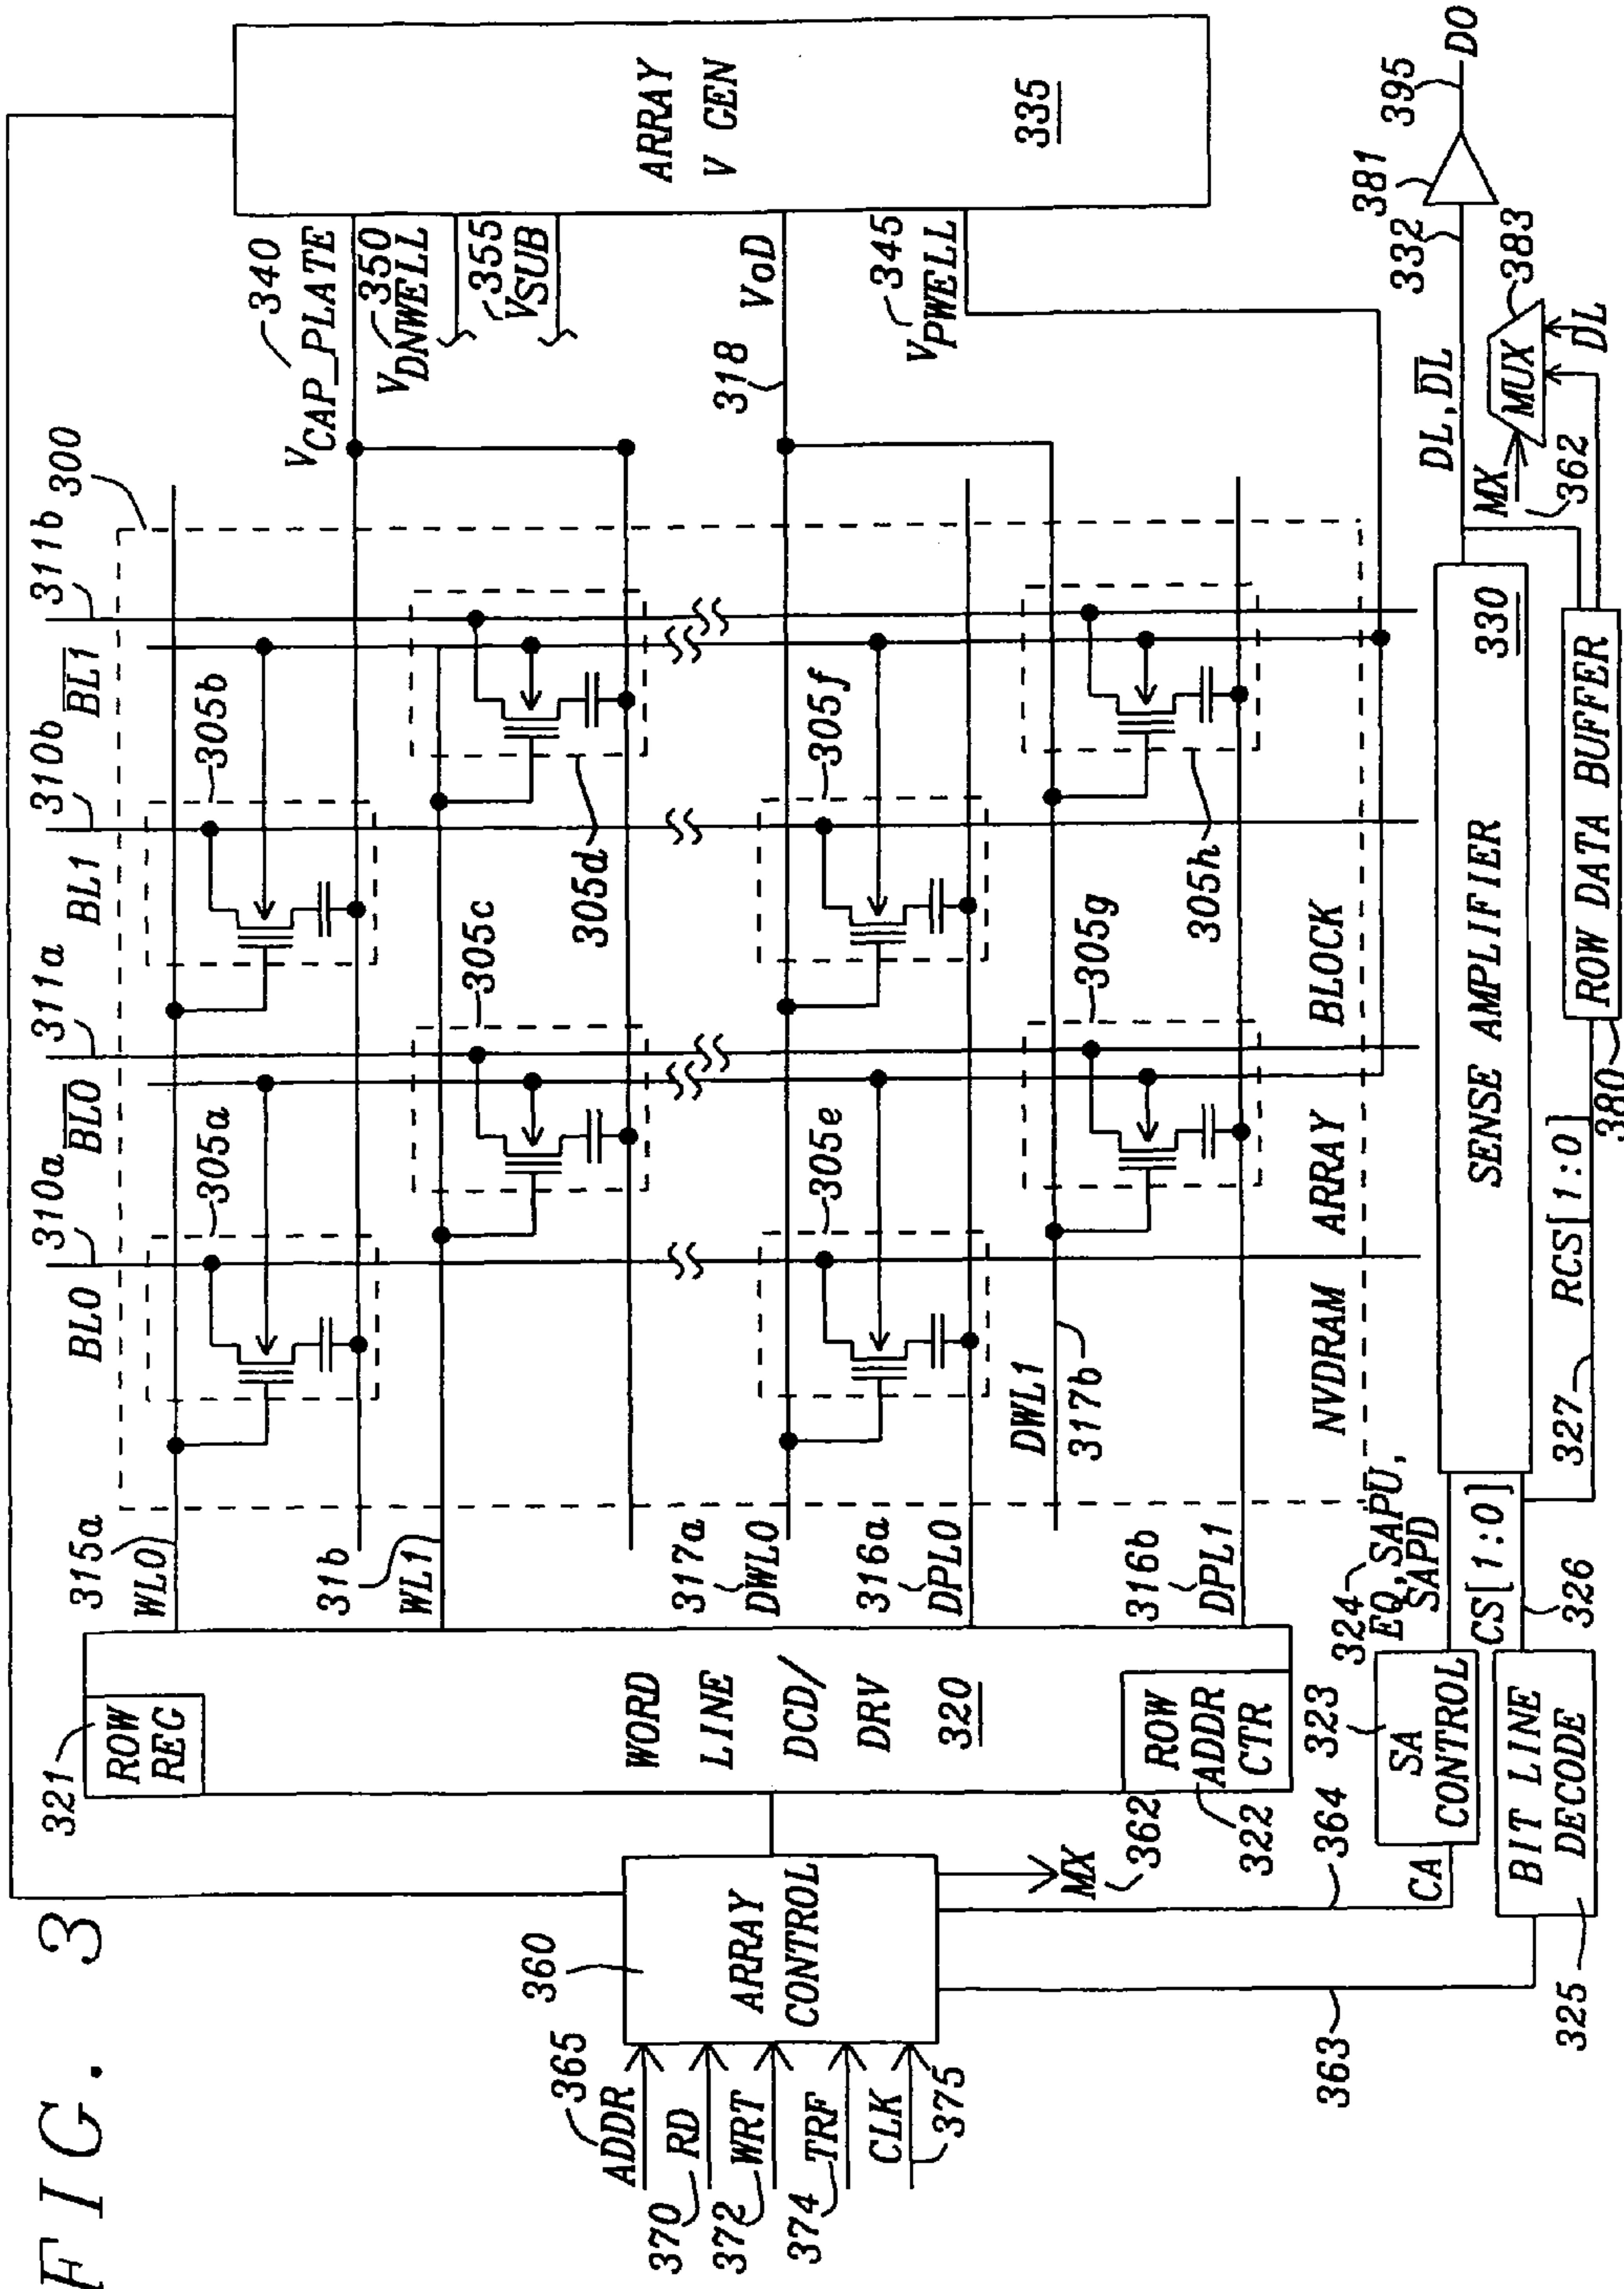 FIG. 3
321
ROW
REG
WORD
LINE
DCD/
DRV
320
ROW
ADDR
CTR
322
360
ARRAY
CONTROL
365
ADDR
370
RD
372
WRT
374
TRF
CLK
375
MX
362
363
364
CA
323
SA
CONTROL
BIT LINE
DECODE
325
324
EQ,SAPU,
SAPD
CS[1:0]
326
327
RCS[1:0]
315a
WL0
31b
WL1
317a
DWL0
316a
DPL0
316b
DPL1
DWL1
317b
BL0
310a
B̅L̅0̅
311a
BL1
310b
B̅L̅1̅
311b
300
305a
305b
305c
305d
305e
305f
305g
305h
NVDRAM ARRAY BLOCK
340
VCAP_PLATE
350
VDNWELL
355
VSUB
318
VoD
345
VPWELL
ARRAY
V GEN
335
SENSE AMPLIFIER
330
ROW DATA BUFFER
380
DL,D̅L̅
332
381
395
DO
MX
362
MUX
383
DL